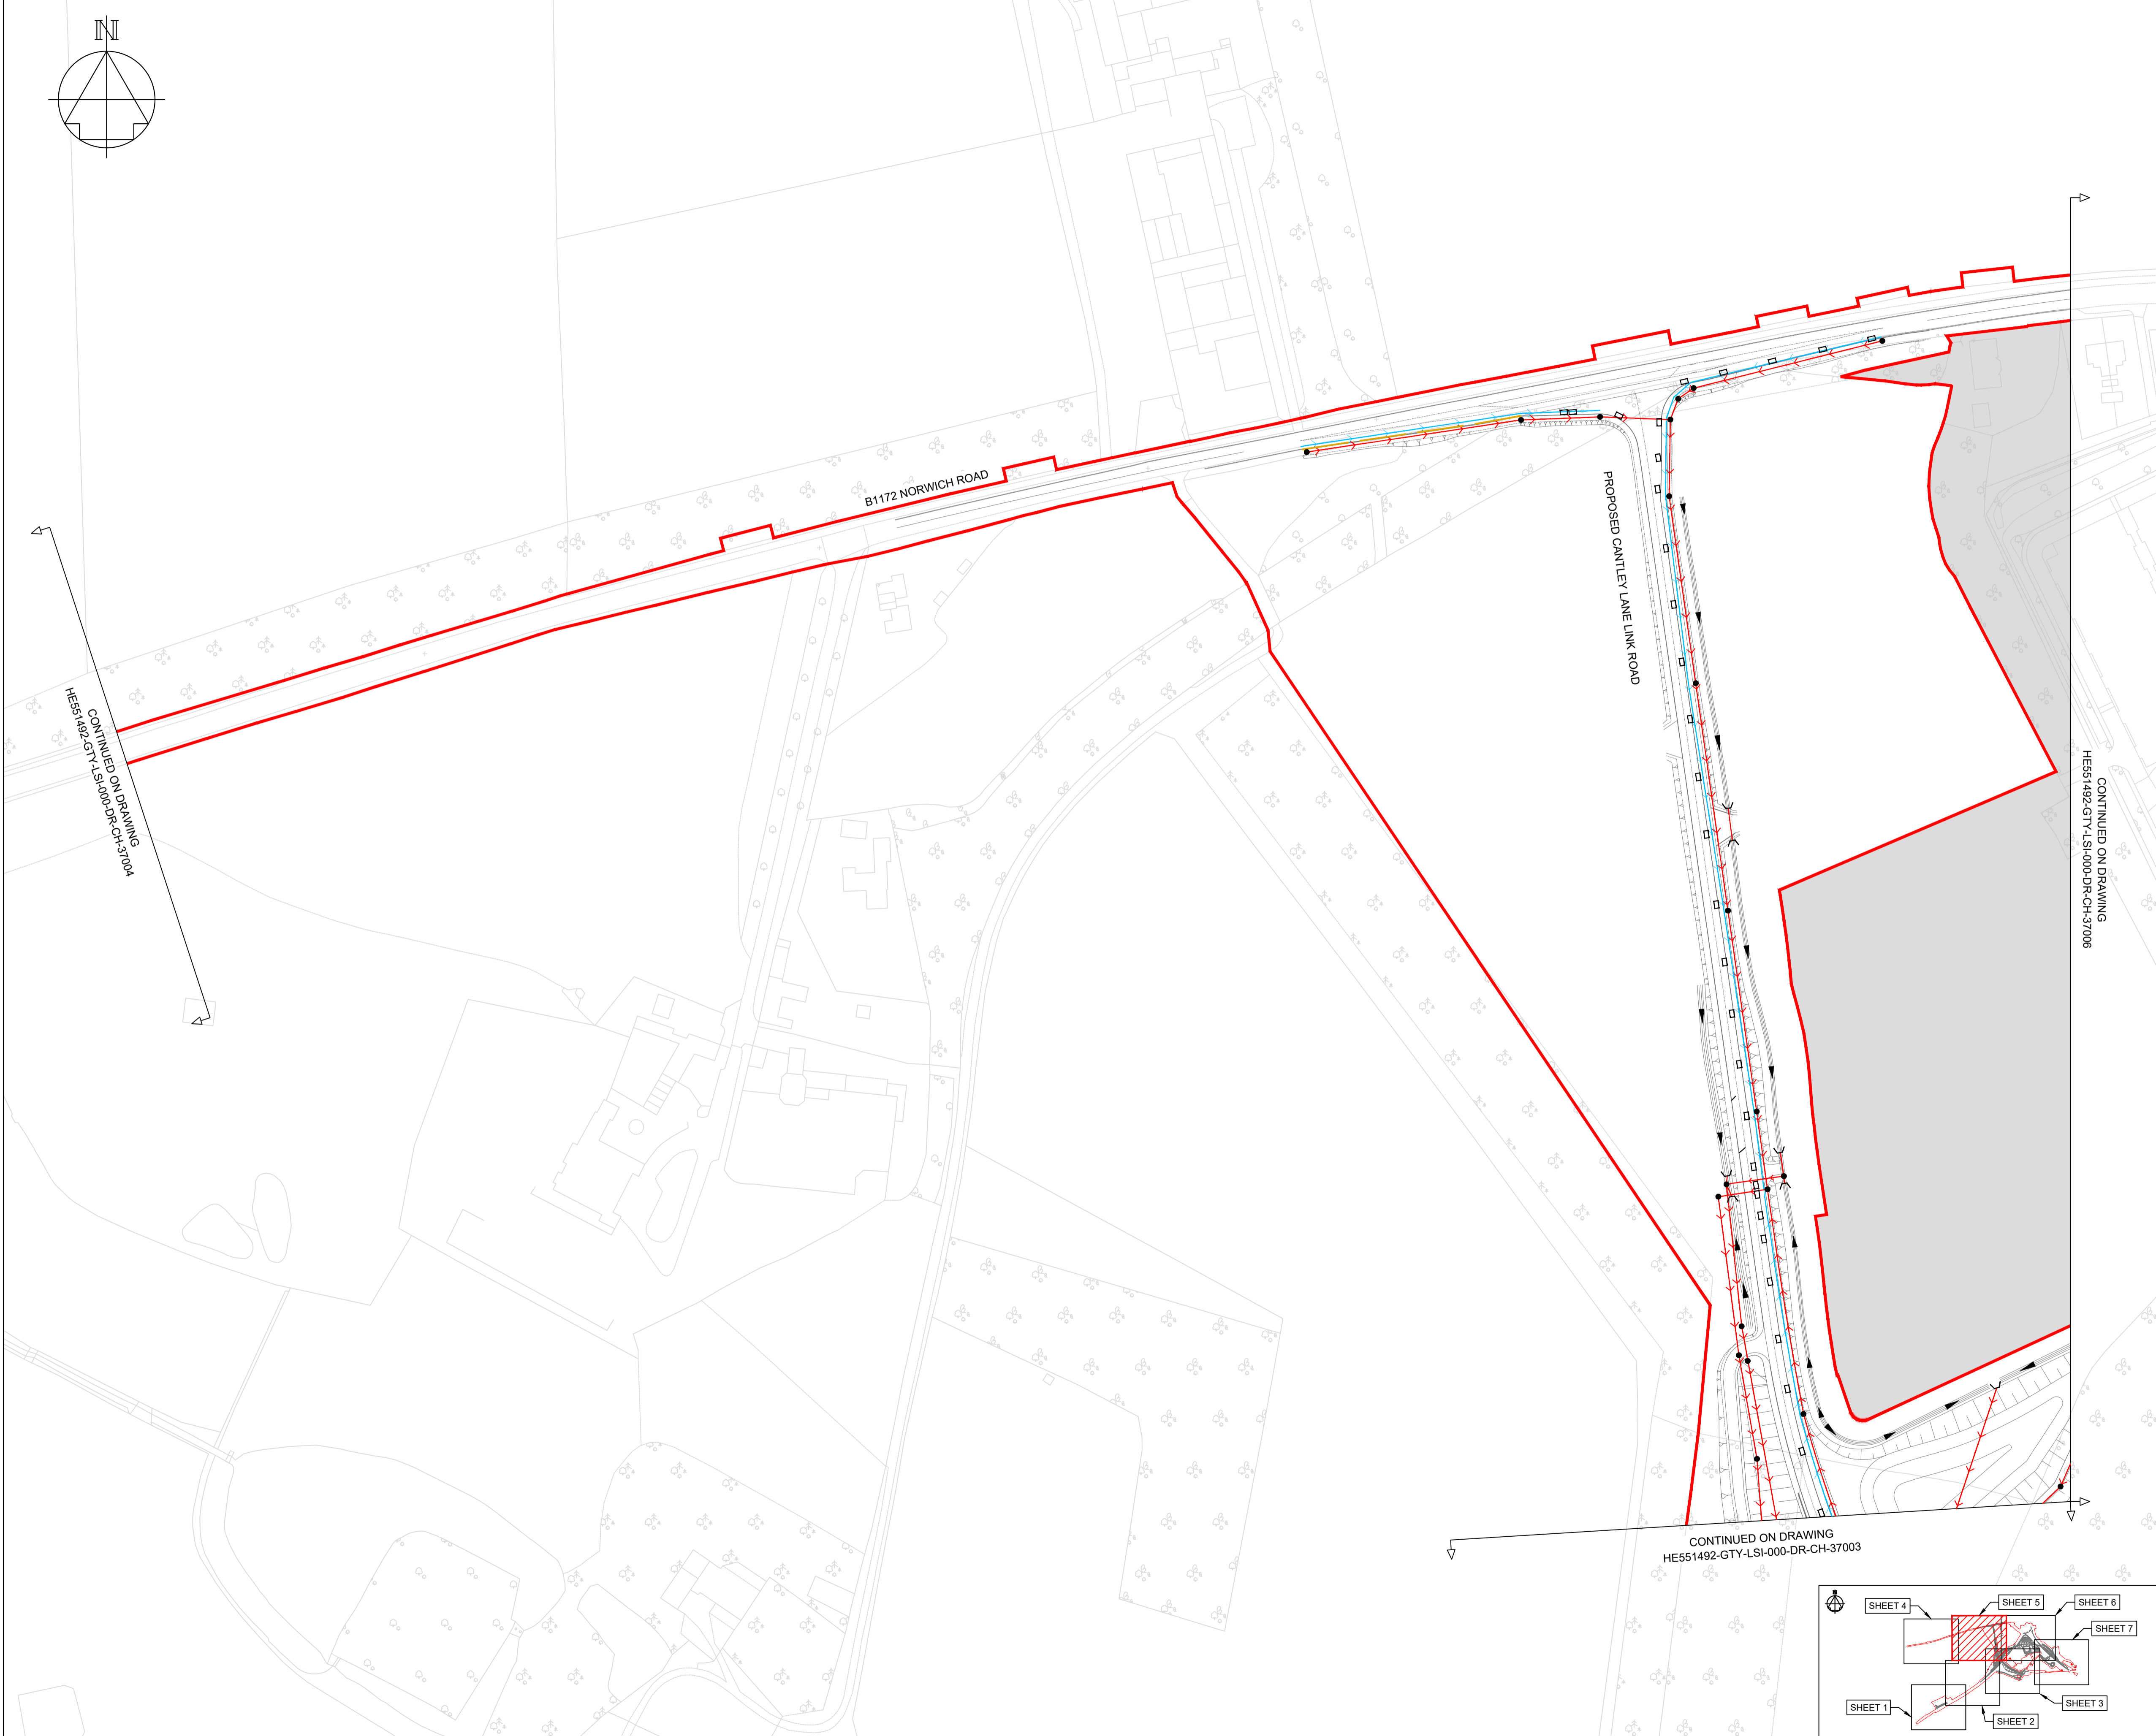 N
B1172 NORWICH ROAD
PROPOSED CANTLEY LANE LINK ROAD
CONTINUED ON DRAWING
HE551492-GTY-LSI-000-DR-CH-37004
CONTINUED ON DRAWING
HE551492-GTY-LSI-000-DR-CH-37006
CONTINUED ON DRAWING
HE551492-GTY-LSI-000-DR-CH-37003
SHEET 4
SHEET 5
SHEET 6
SHEET 7
SHEET 1
SHEET 2
SHEET 3